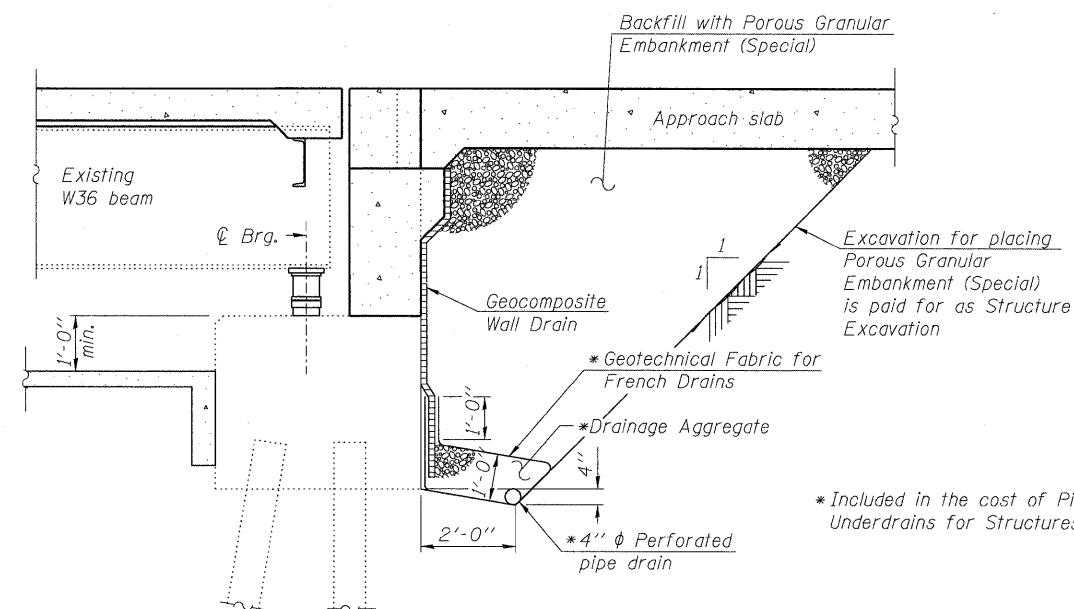 Backfill with Porous Granular
Embankment (Special)
Approach slab
Existing
W36 beam
℄ Brg.
1
1
Excavation for placing
Porous Granular
Embankment (Special)
is paid for as Structure
Excavation
Geocomposite
Wall Drain
1'-0"
min.
* Geotechnical Fabric for
French Drains
1'-0"
*Drainage Aggregate
1'-0"
4"
* Included in the cost of Pi
Underdrains for Structures
2'-0"
*4" ϕ Perforated
pipe drain